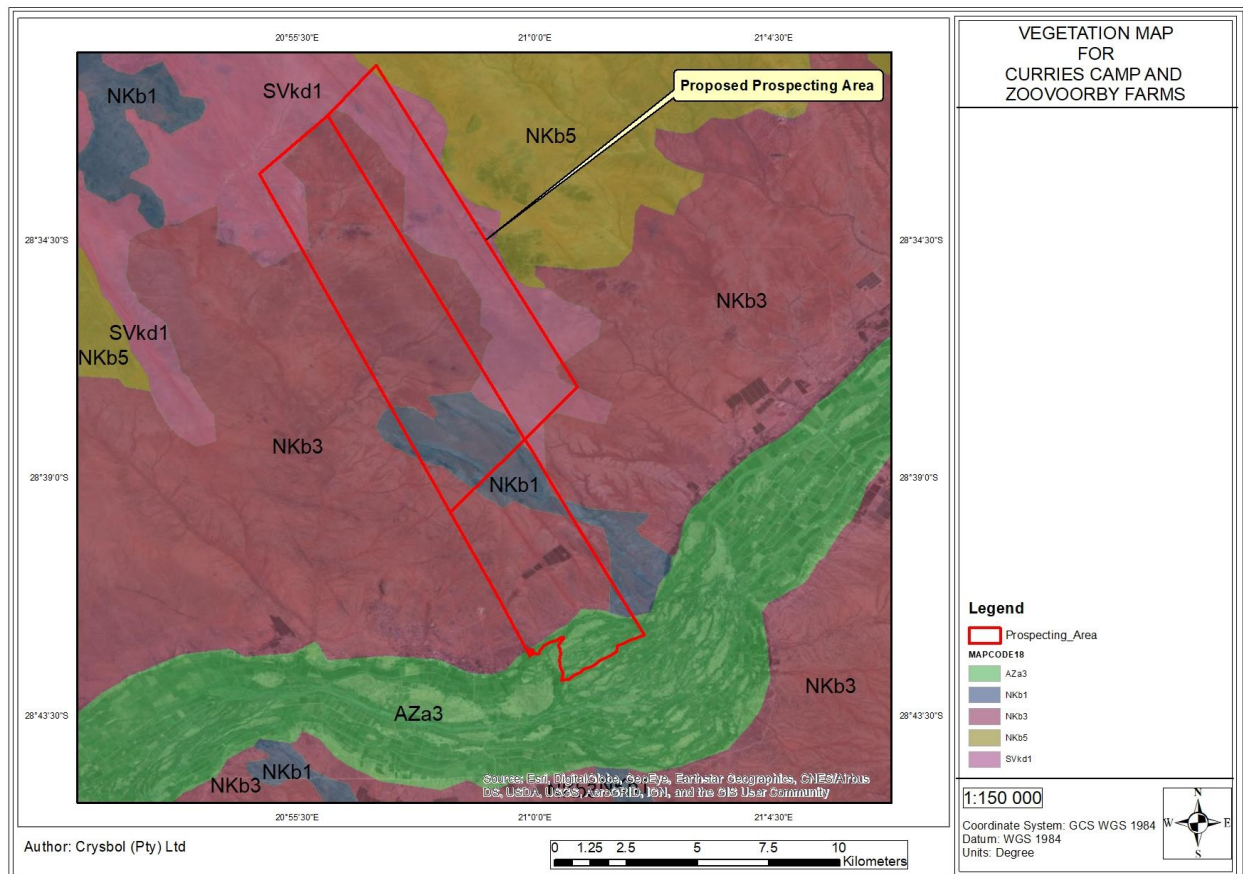 VEGETATION MAP
FOR
CURRIES CAMP AND
ZOOVOORBY FARMS
20°55'30"E
21°0'0"E
21°4'30"E
NKb1
SVkd1
Proposed Prospecting Area
NKb5
28°34'30"S
28°34'30"S
NKb3
SVkd1
NKb5
NKb3
28°39'0"S
28°39'0"S
NKb1
NKb3
AZa3
28°43'30"S
28°43'30"S
NKb3
NKb1
Source: Esri, DigitalGlobe, GeoEye, Earthstar Geographics, CNES/Airbus
DS, USDA, USGS, AeroGRID, IGN, and the GIS User Community
20°55'30"E
21°0'0"E
21°4'30"E
Legend
Prospecting_Area
MAPCODE18
AZa3
NKb1
NKb3
NKb5
SVkd1
1:150 000
Coordinate System: GCS WGS 1984
Datum: WGS 1984
Units: Degree
N
W
E
S
Author: Crysbol (Pty) Ltd
0 1.25 2.5 5 7.5 10
Kilometers